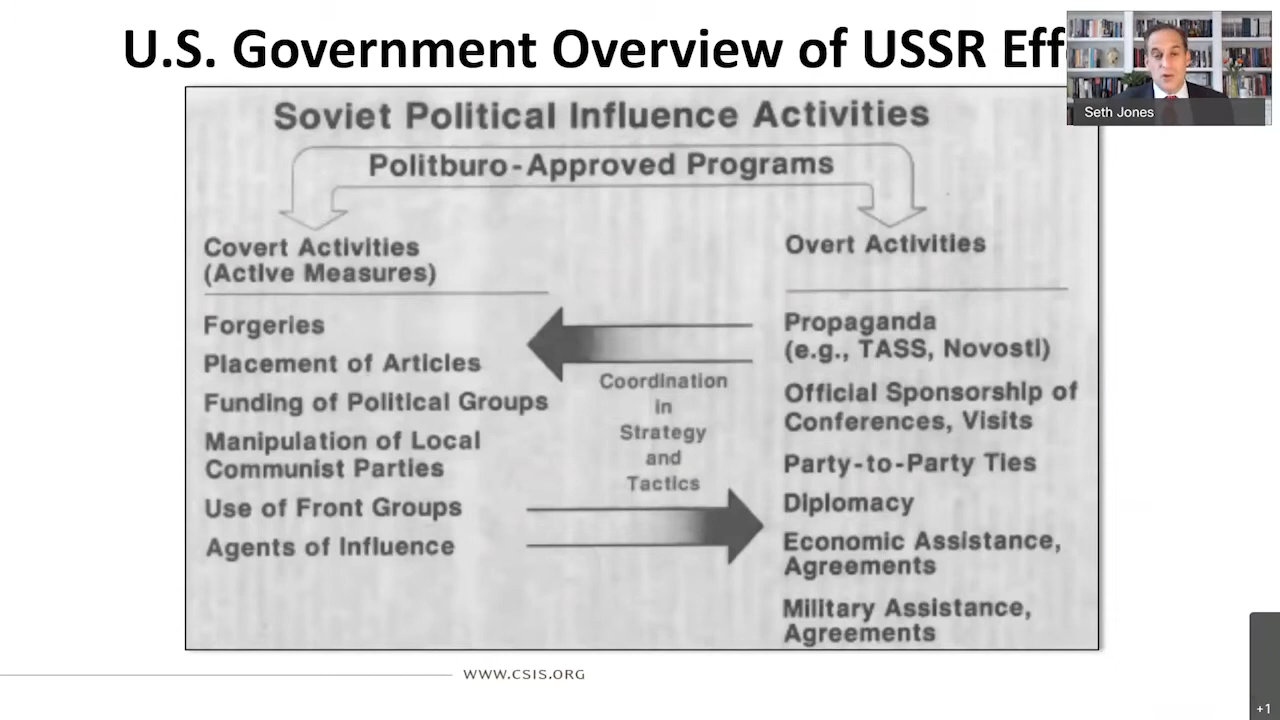 U.S. Government Overview of USSR Eff
Seth Jones
Soviet Political Influence Activities
Politburo-Approved Programs
Covert Activities
(Active Measures)
Forgeries
Placement of Articles
Funding of Political Groups
Manipulation of Local
Communist Parties
Use of Front Groups
Agents of Influence
Coordination
in
Strategy
and
Tactics
Overt Activities
Propaganda
(e.g., TASS, Novosti)
Official Sponsorship of
Conferences, Visits
Party-to-Party Ties
Diplomacy
Economic Assistance,
Agreements
Military Assistance,
Agreements
WWW.CSIS.ORG
+1